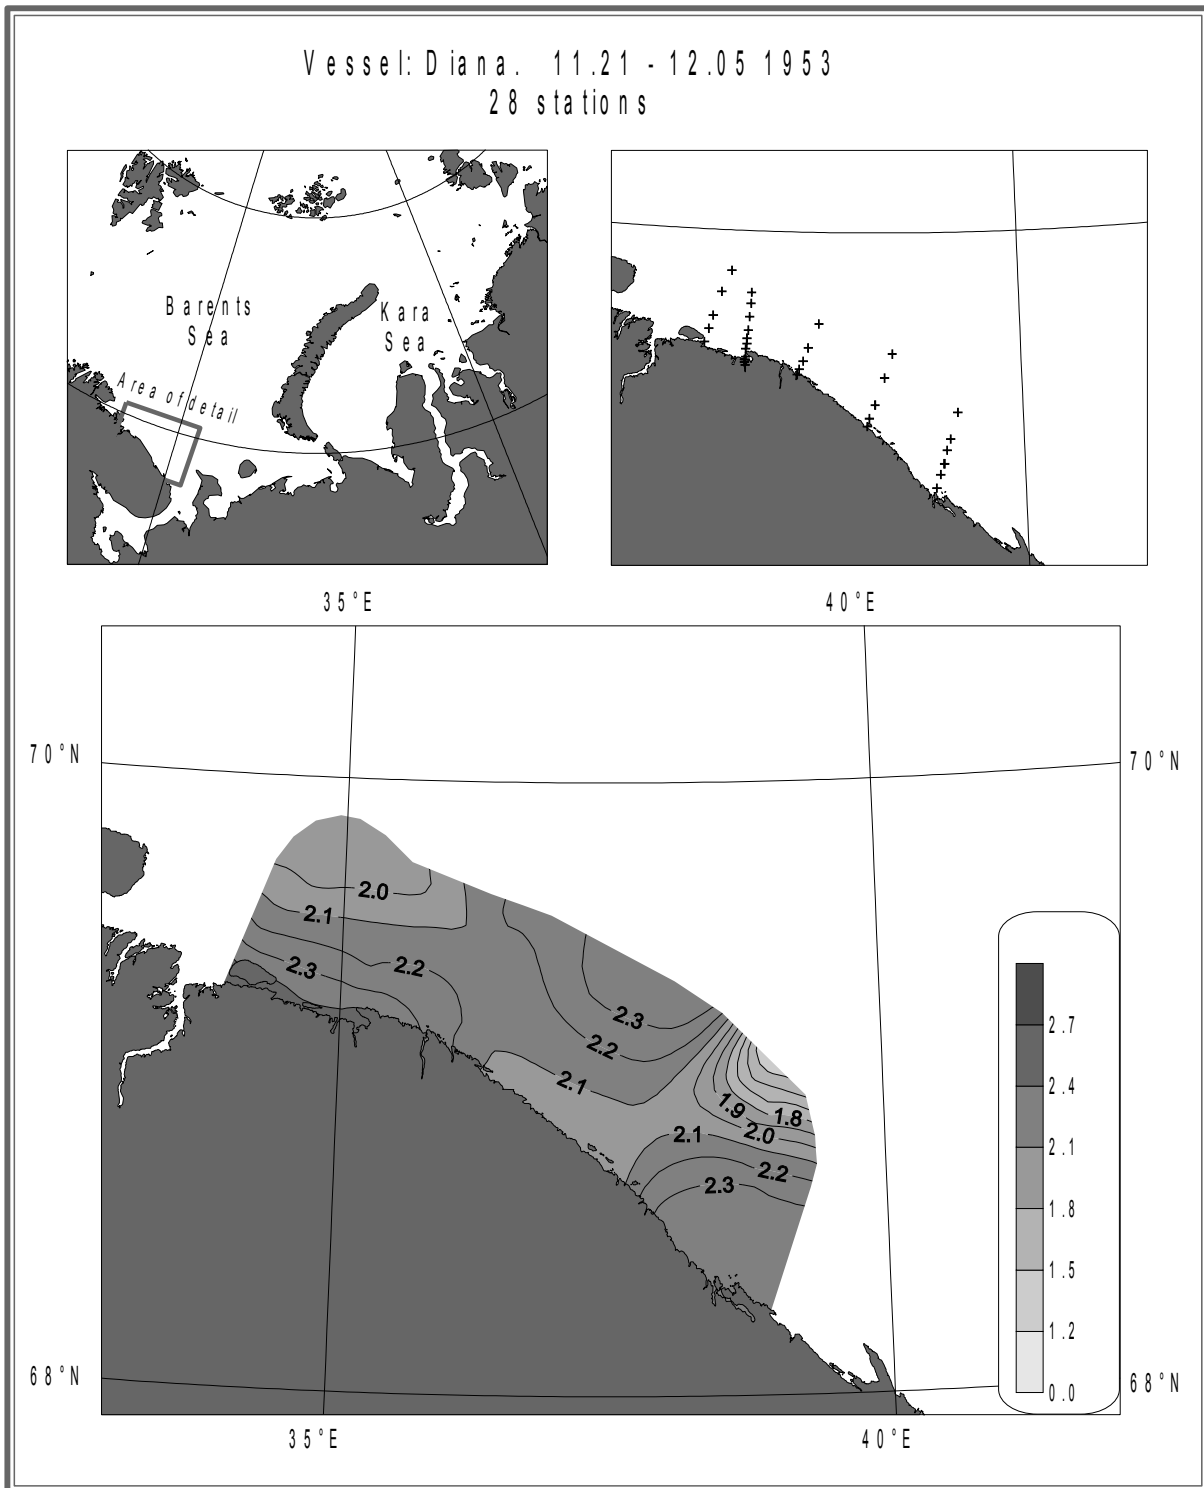 Vessel: Diana. 11.21 - 12.05 1953
28 stations
Barents
Sea
Kara
Sea
Area of detail
35°E
40°E
70°N
70°N
2.0
2.1
2.3
2.2
2.3
2.2
2.1
1.9
1.8
2.0
2.1
2.2
2.3
2.7
2.4
2.1
1.8
1.5
1.2
0.0
68°N
68°N
35°E
40°E